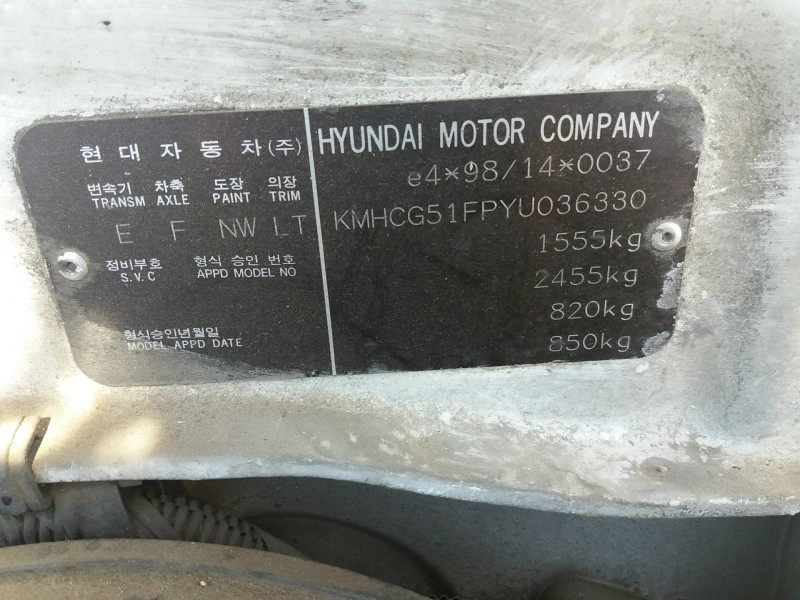 현대자동차(주)
변속기 차축 도장 의장
TRANSM AXLE PAINT TRIM
E F NW LT
정비부호 형식 승인 번호
S.V.C APPD MODEL NO
형식승인년월일
MODEL APPD DATE
HYUNDAI MOTOR COMPANY
e4*98/14*0037
KMHCG51FPYU036330
1555kg
2455kg
820kg
850kg